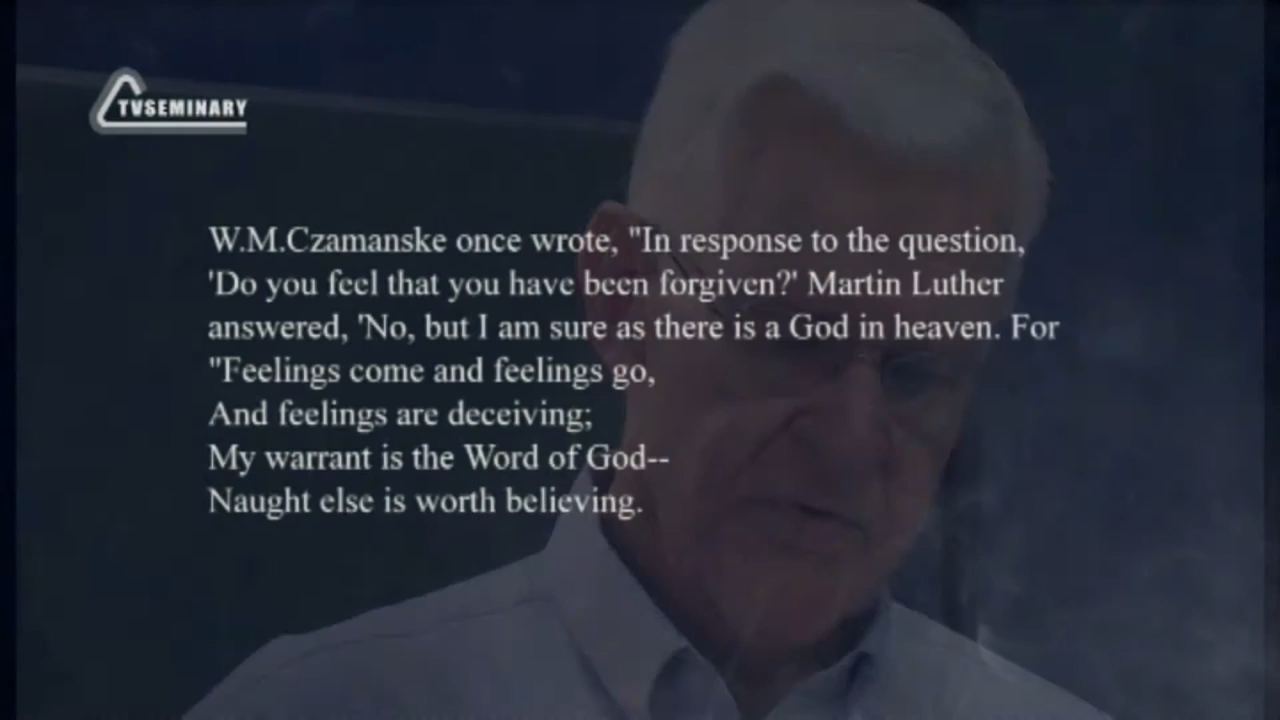 TVSEMINARY
W.M.Czamanske once wrote, "In response to the question,
'Do you feel that you have been forgiven?' Martin Luther
answered, 'No, but I am sure as there is a God in heaven. For
"Feelings come and feelings go,
And feelings are deceiving;
My warrant is the Word of God--
Naught else is worth believing.